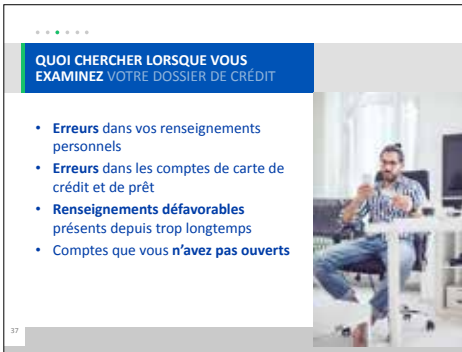 QUOI CHERCHER LORSQUE VOUS
EXAMINEZ VOTRE DOSSIER DE CRÉDIT
• Erreurs dans vos renseignements
personnels
• Erreurs dans les comptes de carte de
crédit et de prêt
• Renseignements défavorables
présents depuis trop longtemps
• Comptes que vous n'avez pas ouverts
37